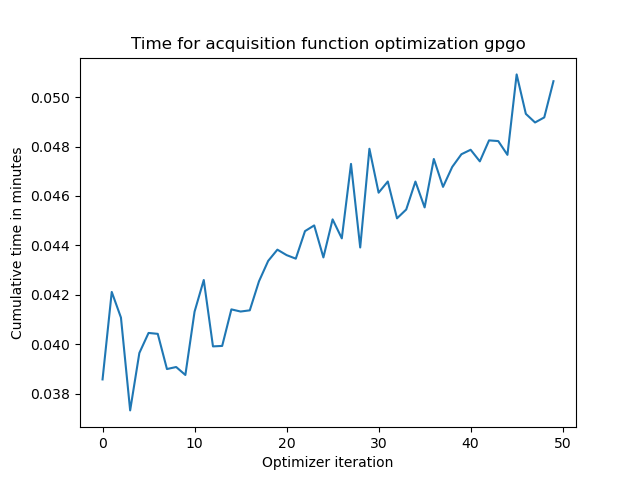 Time for acquisition function optimization gpgo
Cumulative time in minutes
0.050
0.048
0.046
0.044
0.042
0.040
0.038
0 10 20 30 40 50
Optimizer iteration